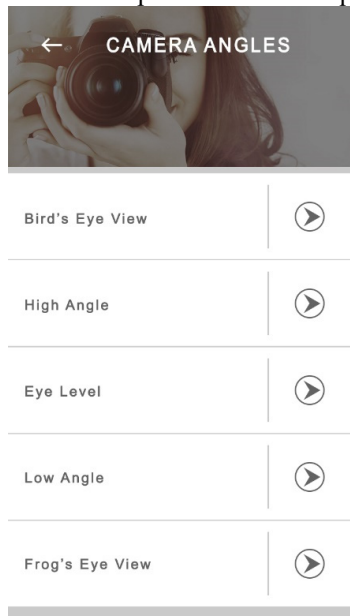 CAMERA ANGLES
Bird's Eye View
High Angle
Eye Level
Low Angle
Frog's Eye View